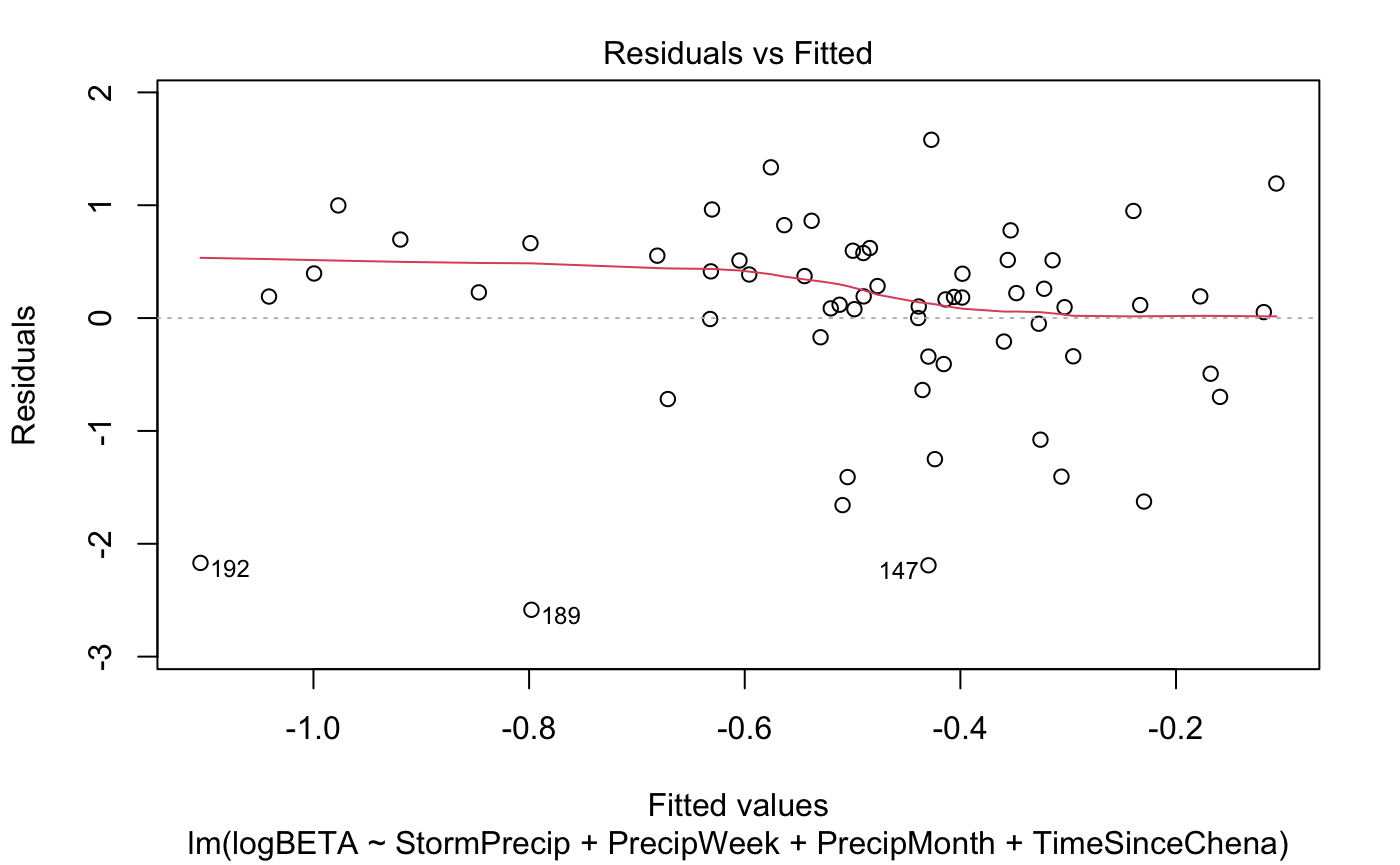 Residuals vs Fitted
Residuals
2
1
0
-1
-2
-3
192
189
147
-1.0 -0.8 -0.6 -0.4 -0.2
Fitted values
lm(logBETA ~ StormPrecip + PrecipWeek + PrecipMonth + TimeSinceChena)